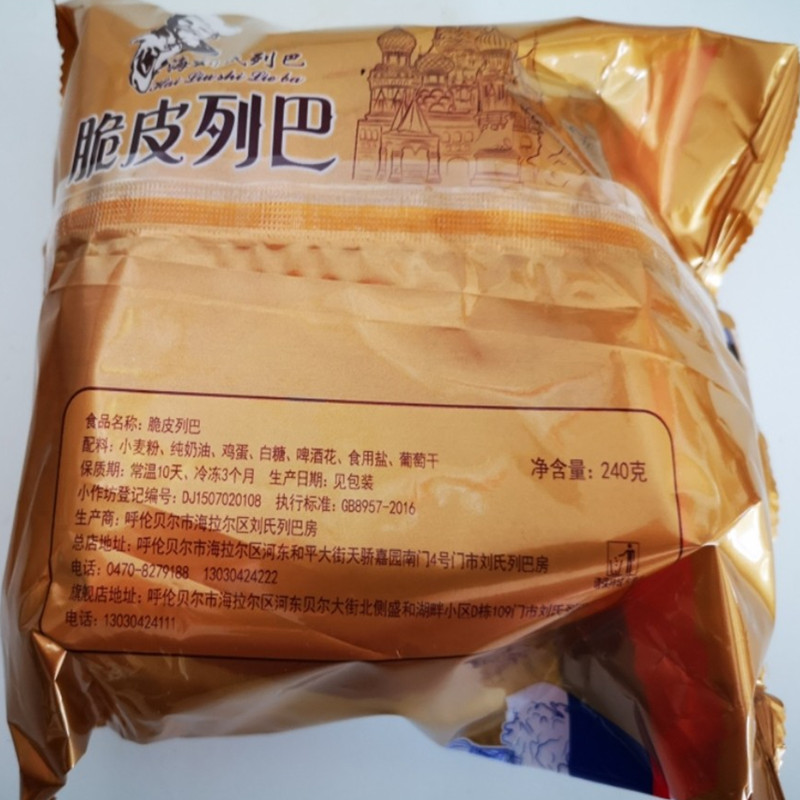 海刘氏列巴
Hai Liu shi Lie ba
脆皮列巴
食品名称：脆皮列巴
配料：小麦粉、纯奶油、鸡蛋、白糖、啤酒花、食用盐、葡萄干
净含量：240克
保质期：常温10天、冷冻3个月 生产日期：见包装
小作坊登记编号：DJ1507020108 执行标准：GB8957-2016
生产商：呼伦贝尔市海拉尔区刘氏列巴房
总店地址：呼伦贝尔市海拉尔区河东和平大街天骄嘉园南门4号门市刘氏列巴房
电话：0470-8279188 13030424222
旗舰店地址：呼伦贝尔市海拉尔区河东贝尔大街北侧盛和湖畔小区D栋109门市刘氏
电话：13030424111